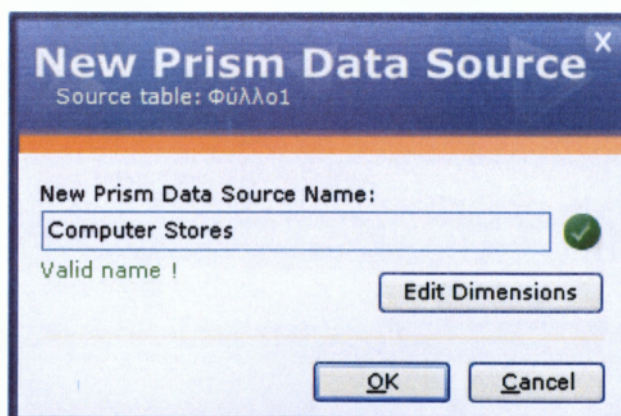 New Prism Data Source
X
Source table: Φύλλο1
New Prism Data Source Name:
Computer Stores
Valid name !
Edit Dimensions
OK
Cancel